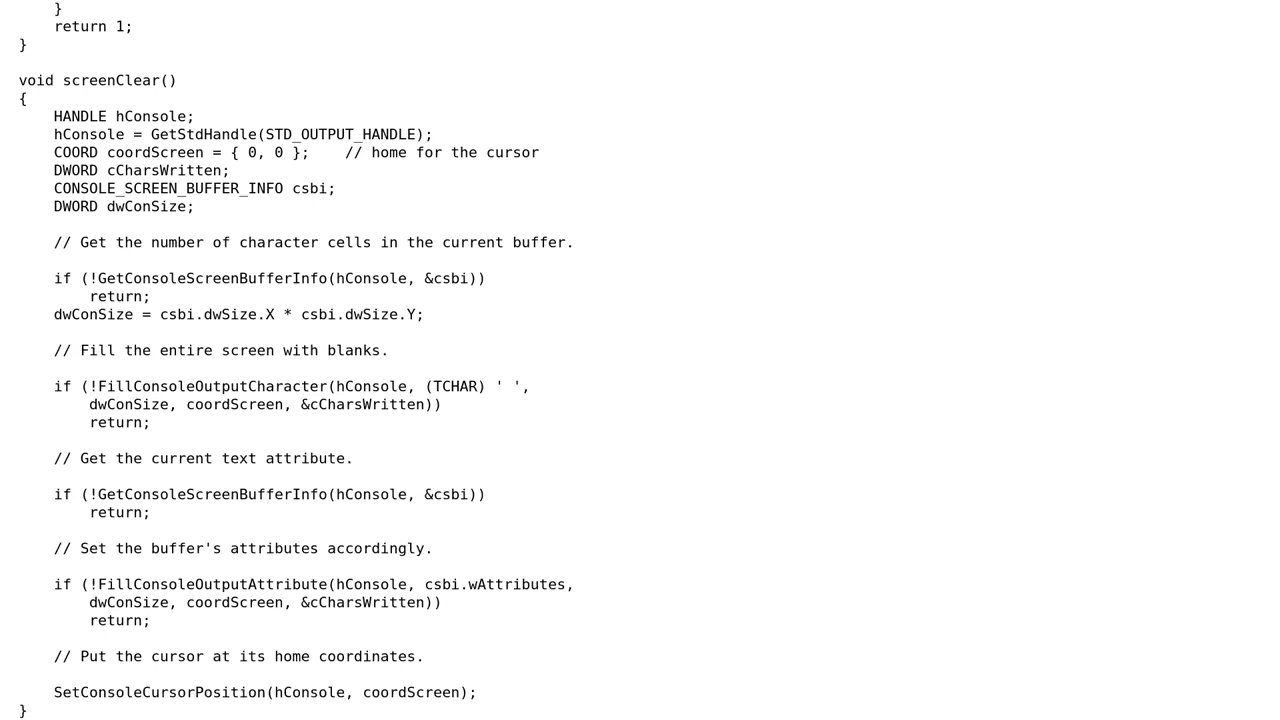 }
    return 1;
}

void screenClear()
{
    HANDLE hConsole;
    hConsole = GetStdHandle(STD_OUTPUT_HANDLE);
    COORD coordScreen = { 0, 0 };    // home for the cursor
    DWORD cCharsWritten;
    CONSOLE_SCREEN_BUFFER_INFO csbi;
    DWORD dwConSize;

    // Get the number of character cells in the current buffer.

    if (!GetConsoleScreenBufferInfo(hConsole, &csbi))
        return;
    dwConSize = csbi.dwSize.X * csbi.dwSize.Y;

    // Fill the entire screen with blanks.

    if (!FillConsoleOutputCharacter(hConsole, (TCHAR) ' ',
        dwConSize, coordScreen, &cCharsWritten))
        return;

    // Get the current text attribute.

    if (!GetConsoleScreenBufferInfo(hConsole, &csbi))
        return;

    // Set the buffer's attributes accordingly.

    if (!FillConsoleOutputAttribute(hConsole, csbi.wAttributes,
        dwConSize, coordScreen, &cCharsWritten))
        return;

    // Put the cursor at its home coordinates.

    SetConsoleCursorPosition(hConsole, coordScreen);
}